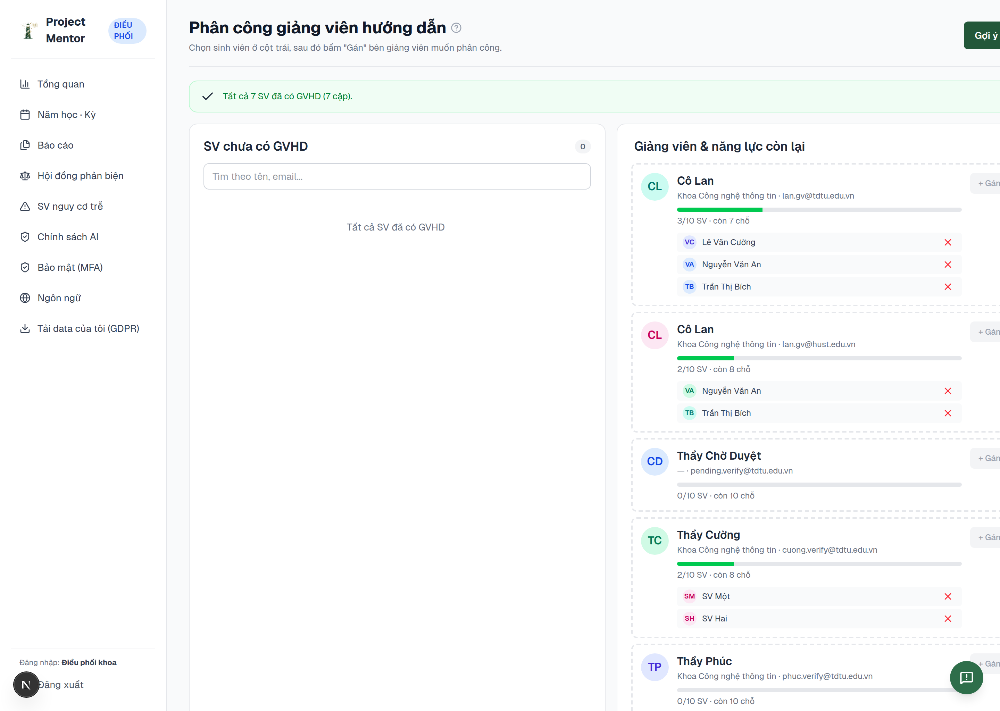 Project
Mentor
ĐIỀU
PHỐI
Tổng quan
Năm học · Kỳ
Báo cáo
Hội đồng phản biện
SV nguy cơ trễ
Chính sách AI
Bảo mật (MFA)
Ngôn ngữ
Tải data của tôi (GDPR)
Đăng nhập: Điều phối khoa
N
Đăng xuất
Phân công giảng viên hướng dẫn
Chọn sinh viên ở cột trái, sau đó bấm "Gán" bên giảng viên muốn phân công.
Gợi ý
Tất cả 7 SV đã có GVHD (7 cặp).
SV chưa có GVHD
0
Tìm theo tên, email...
Tất cả SV đã có GVHD
Giảng viên & năng lực còn lại
CL
Cô Lan
+ Gán
Khoa Công nghệ thông tin · lan.gv@tdtu.edu.vn
3/10 SV · còn 7 chỗ
VC Lê Văn Cường
VA Nguyễn Văn An
TB Trần Thị Bích
CL
Cô Lan
+ Gán
Khoa Công nghệ thông tin · lan.gv@hust.edu.vn
2/10 SV · còn 8 chỗ
VA Nguyễn Văn An
TB Trần Thị Bích
CD
Thầy Chờ Duyệt
+ Gán
— · pending.verify@tdtu.edu.vn
0/10 SV · còn 10 chỗ
TC
Thầy Cường
+ Gán
Khoa Công nghệ thông tin · cuong.verify@tdtu.edu.vn
2/10 SV · còn 8 chỗ
SM SV Một
SH SV Hai
TP
Thầy Phúc
+ Gán
Khoa Công nghệ thông tin · phuc.verify@tdtu.edu.vn
0/10 SV · còn 10 chỗ